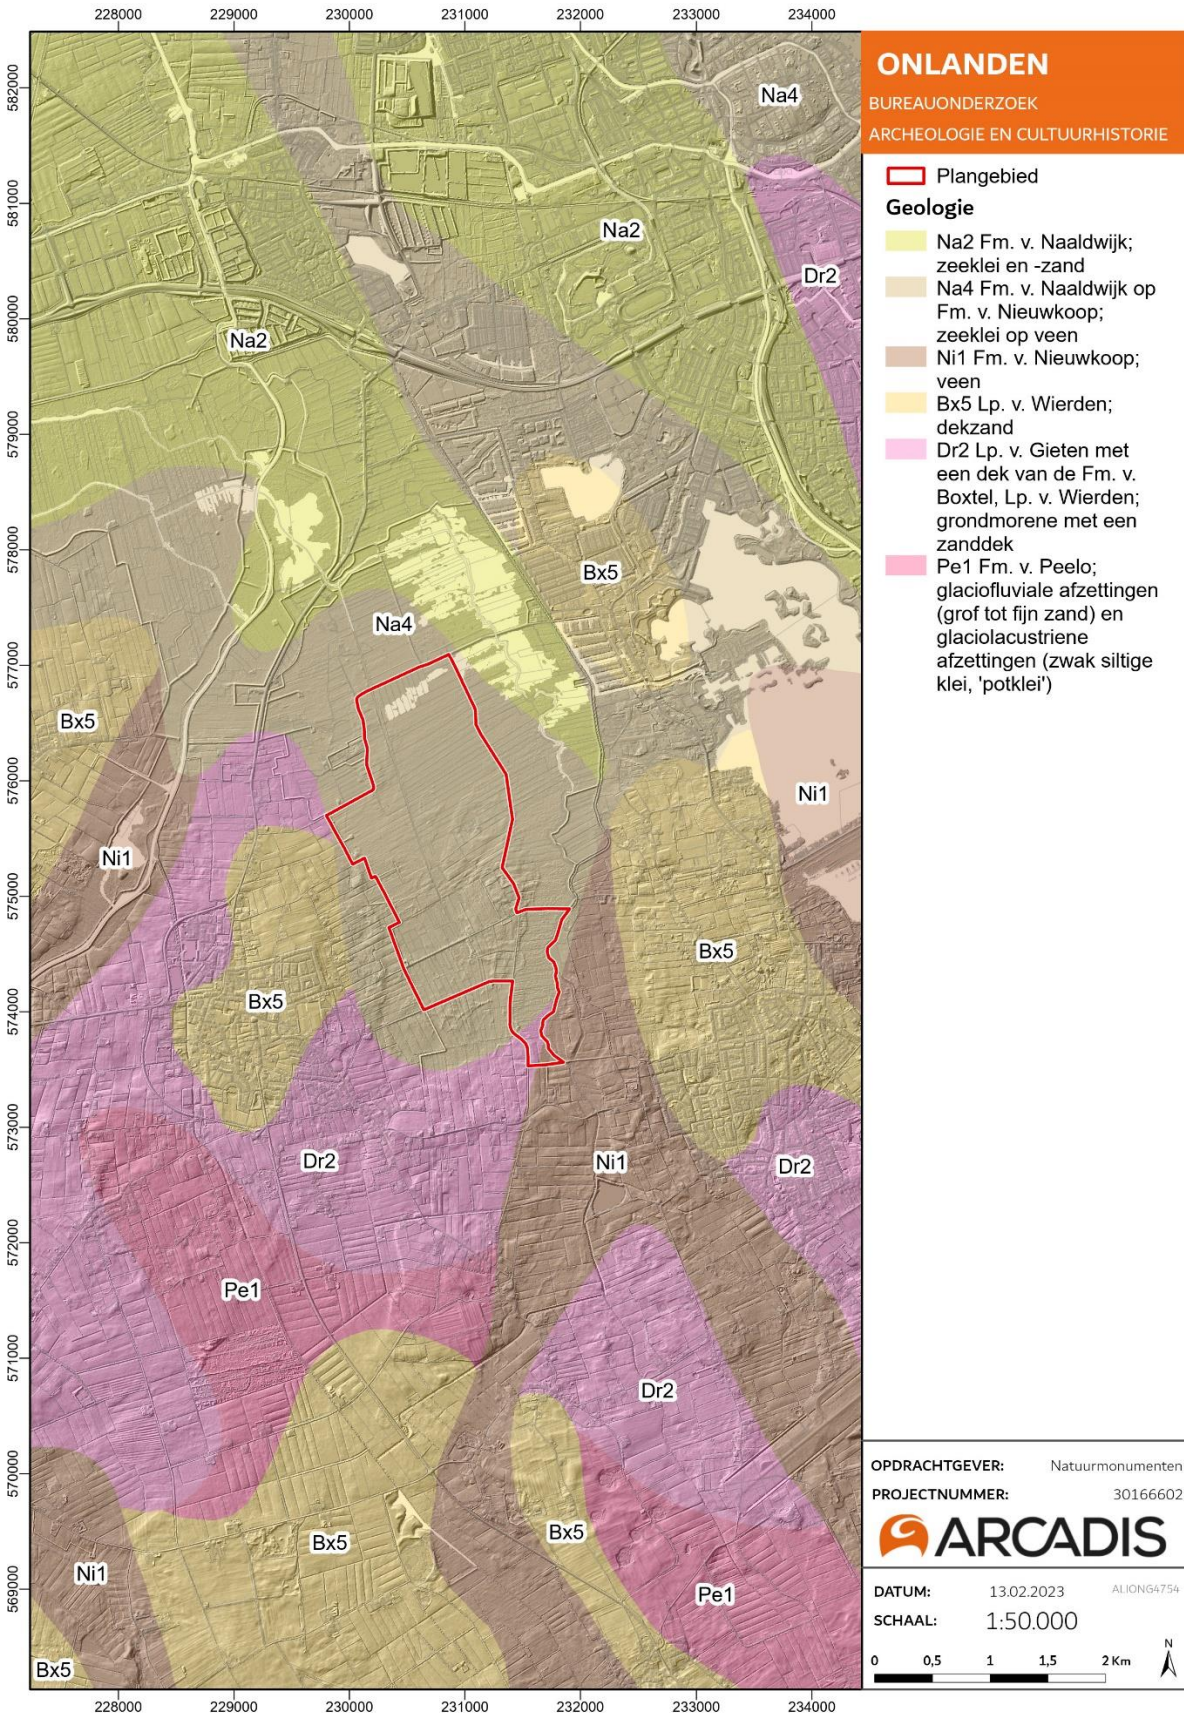 228000 229000 230000 231000 232000 233000 234000
582000
581000
580000
579000
578000
577000
576000
575000
574000
573000
572000
571000
570000
569000
Na4
Na2
Dr2
Na2
Bx5
Na4
Bx5
Ni1
Ni1
Bx5
Bx5
Dr2
Ni1
Dr2
Pe1
Dr2
Bx5
Bx5
Ni1
Pe1
Bx5
228000 229000 230000 231000 232000 233000 234000
ONLANDEN
BUREAUONDERZOEK
ARCHEOLOGIE EN CULTUURHISTORIE
Plangebied
Geologie
Na2 Fm. v. Naaldwijk;
zeeklei en -zand
Na4 Fm. v. Naaldwijk op
Fm. v. Nieuwkoop;
zeeklei op veen
Ni1 Fm. v. Nieuwkoop;
veen
Bx5 Lp. v. Wierden;
dekzand
Dr2 Lp. v. Gieten met
een dek van de Fm. v.
Boxtel, Lp. v. Wierden;
grondmorene met een
zanddek
Pe1 Fm. v. Peelo;
glaciofluviale afzettingen
(grof tot fijn zand) en
glaciolacustriene
afzettingen (zwak siltige
klei, 'potklei')
OPDRACHTGEVER: Natuurmonumenten
PROJECTNUMMER: 30166602
ARCADIS
DATUM: 13.02.2023 ALIONG4754
SCHAAL: 1:50.000
N
0 0,5 1 1,5 2 Km